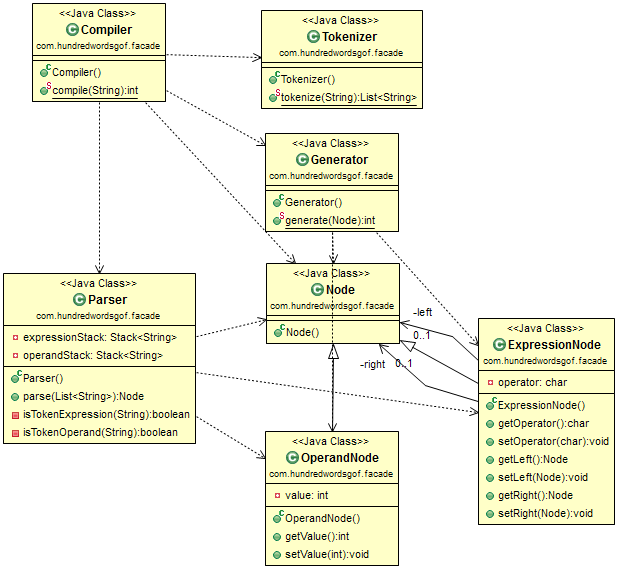 <<Java Class>>
Compiler
com.hundredwordsgof.facade
Compiler()
compile(String):int
<<Java Class>>
Tokenizer
com.hundredwordsgof.facade
Tokenizer()
tokenize(String):List<String>
<<Java Class>>
Generator
com.hundredwordsgof.facade
Generator()
generate(Node):int
<<Java Class>>
Parser
com.hundredwordsgof.facade
expressionStack: Stack<String>
operandStack: Stack<String>
Parser()
parse(List<String>):Node
isTokenExpression(String):boolean
isTokenOperand(String):boolean
<<Java Class>>
Node
com.hundredwordsgof.facade
Node()
-left
0..1
-right
0..1
<<Java Class>>
ExpressionNode
com.hundredwordsgof.facade
operator: char
ExpressionNode()
getOperator():char
setOperator(char):void
getLeft():Node
setLeft(Node):void
getRight():Node
setRight(Node):void
<<Java Class>>
OperandNode
com.hundredwordsgof.facade
value: int
OperandNode()
getValue():int
setValue(int):void